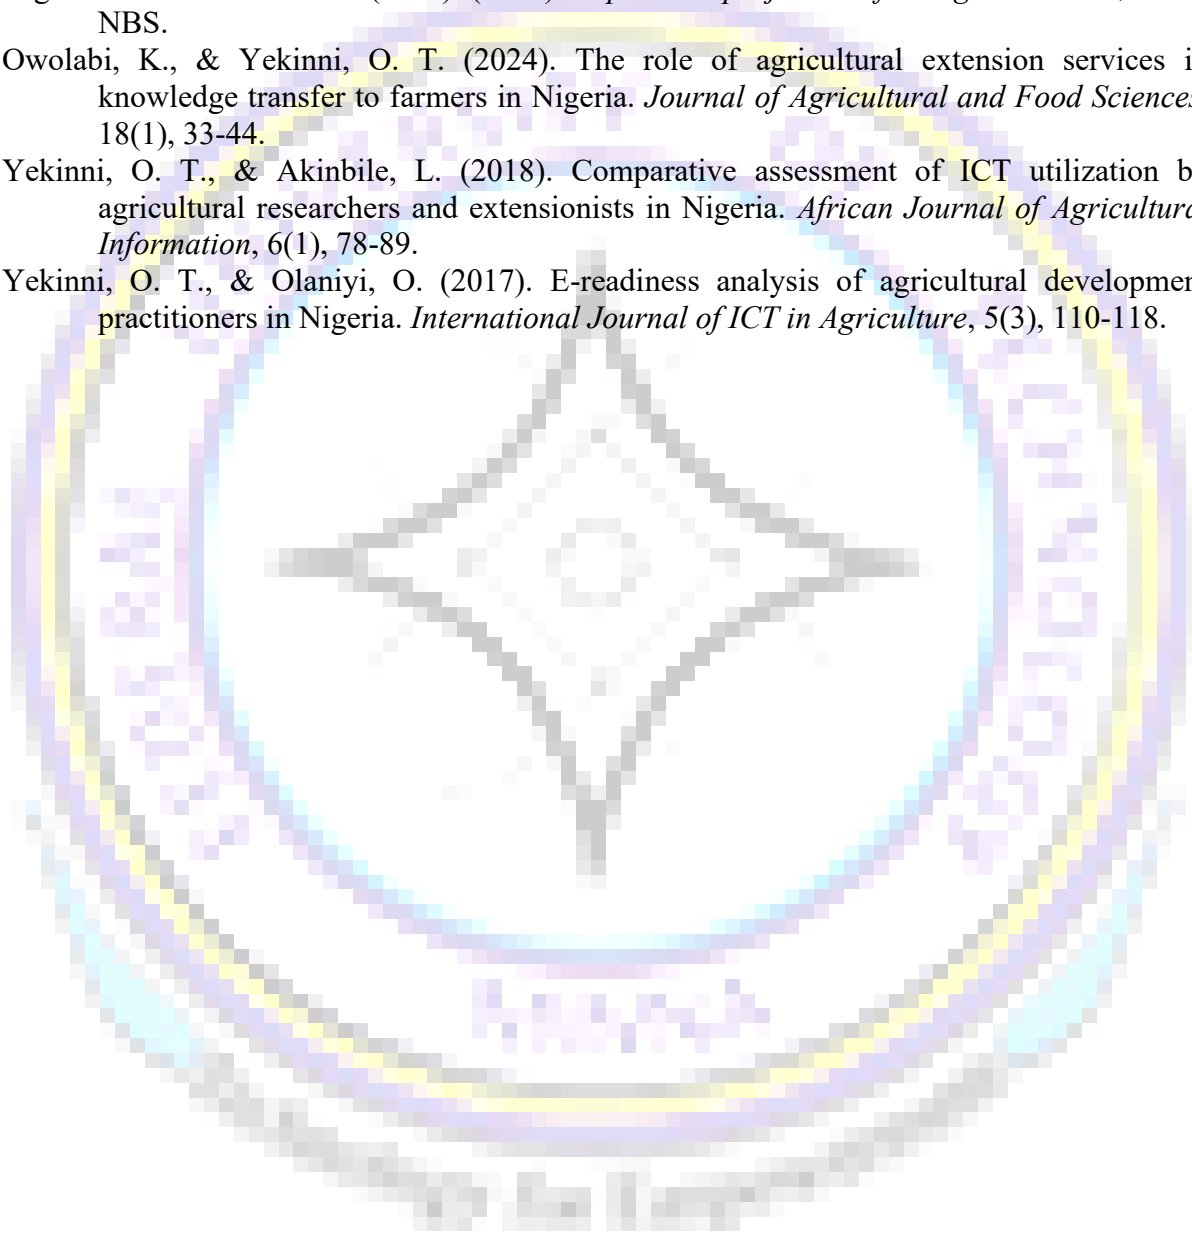 NBS.
Owolabi, K., & Yekinni, O. T. (2024). The role of agricultural extension services
knowledge transfer to farmers in Nigeria. Journal of Agricultural and Food Sciences
18(1), 33-44.
Yekinni, O. T., & Akinbile, L. (2018). Comparative assessment of ICT utilization
agricultural researchers and extensionists in Nigeria. African Journal of
Information, 6(1), 78-89.
Yekinni, O. T., & Olaniyi, O. (2017). E-readiness analysis of agricultural
practitioners in Nigeria. International Journal of ICT in Agriculture, 5(3), 110-118.